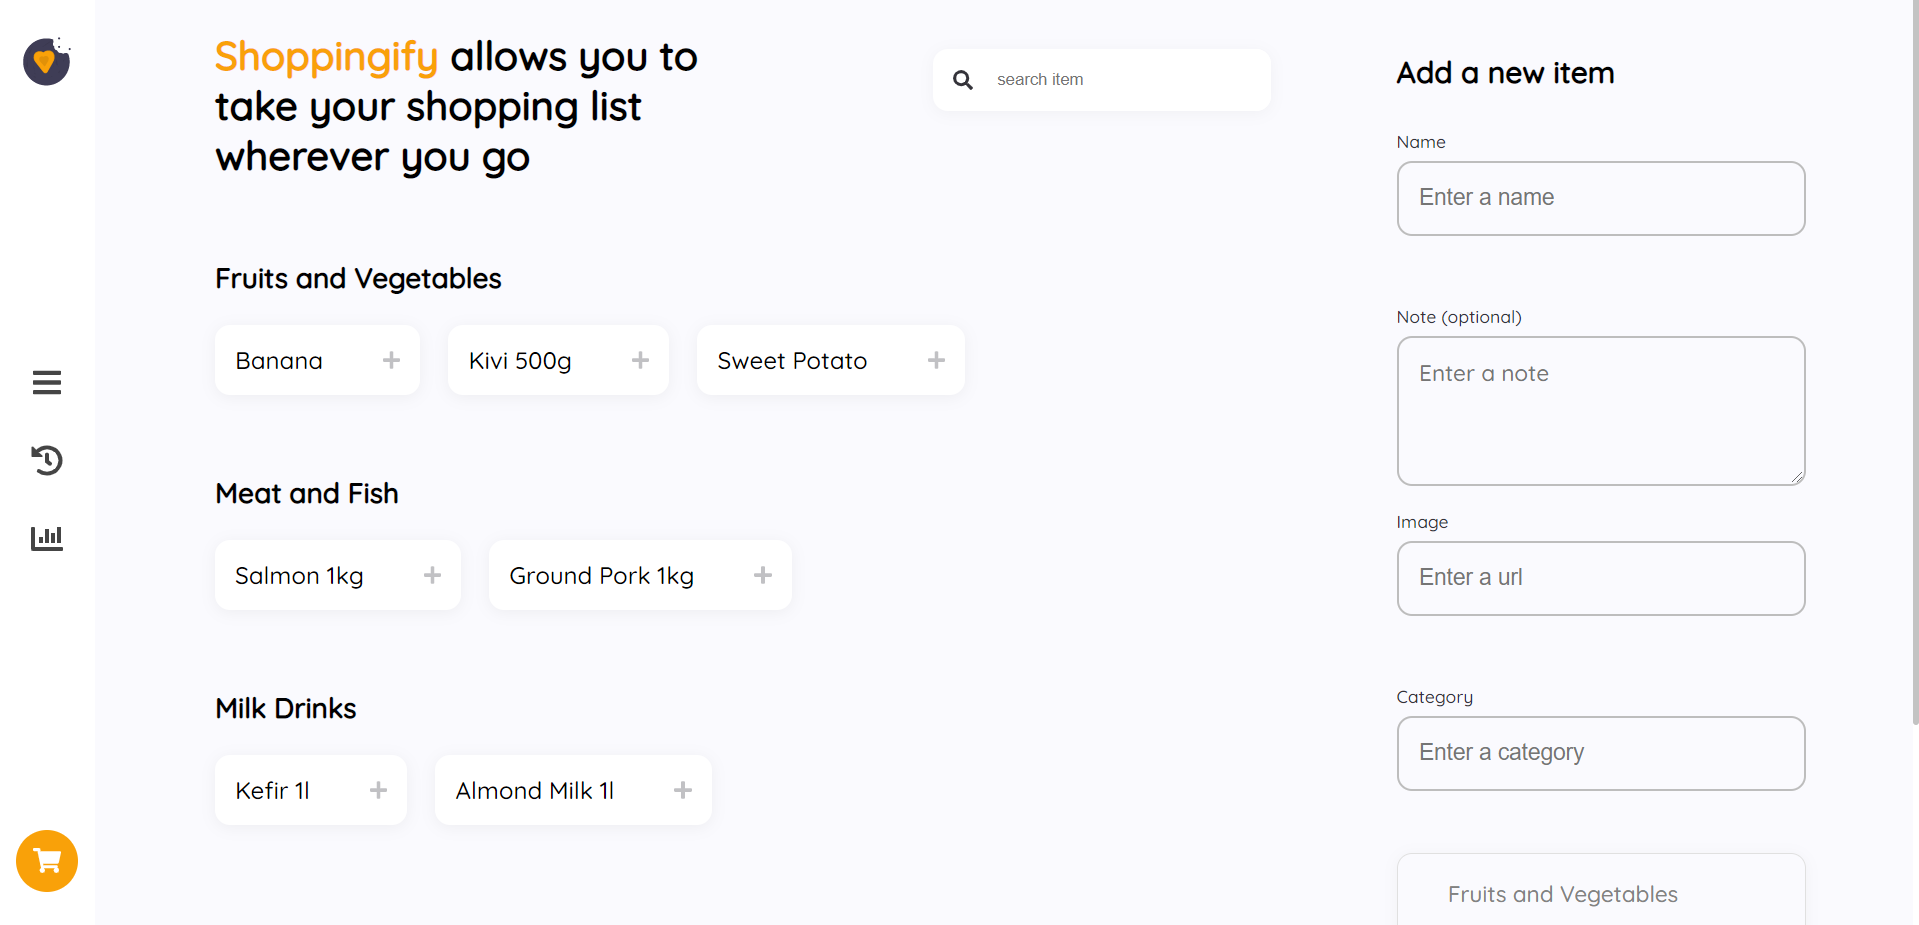 Shoppingify allows you to
take your shopping list
wherever you go
search item
Fruits and Vegetables
Banana
Kivi 500g
Sweet Potato
Meat and Fish
Salmon 1kg
Ground Pork 1kg
Milk Drinks
Kefir 1l
Almond Milk 1l
Add a new item
Name
Enter a name
Note (optional)
Enter a note
Image
Enter a url
Category
Enter a category
Fruits and Vegetables